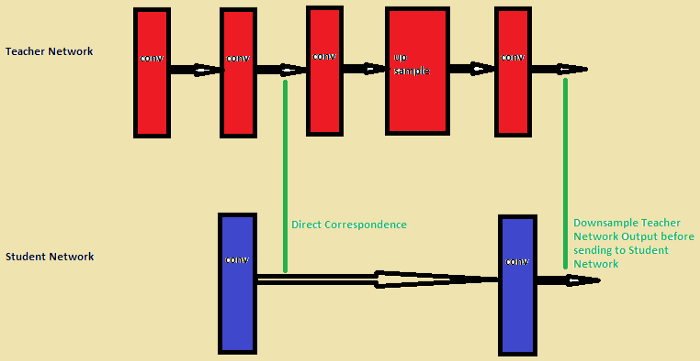 Teacher Network
conv
conv
conv
up
sample
conv
Direct Correspondence
Downsample Teacher
Network Output before
sending to Student
Network
Student Network
conv
conv